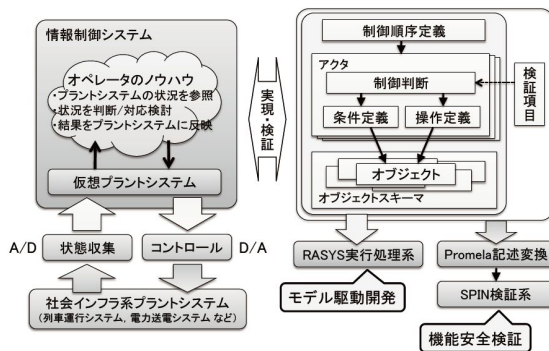 情報制御システム
オペレータのノウハウ
・プラントシステムの状況を参照
・状況を判断/対応検討
・結果をプラントシステムに反映
仮想プラントシステム
A/D
状態収集
コントロール
D/A
社会インフラ系プラントシステム
(列車運行システム, 電力送電システム など)
実現・検証
制御順序定義
アクタ
制御判断
条件定義
操作定義
検証項目
オブジェクト
オブジェクトスキーマ
RASYS実行処理系
Promela記述変換
モデル駆動開発
SPIN検証系
機能安全検証